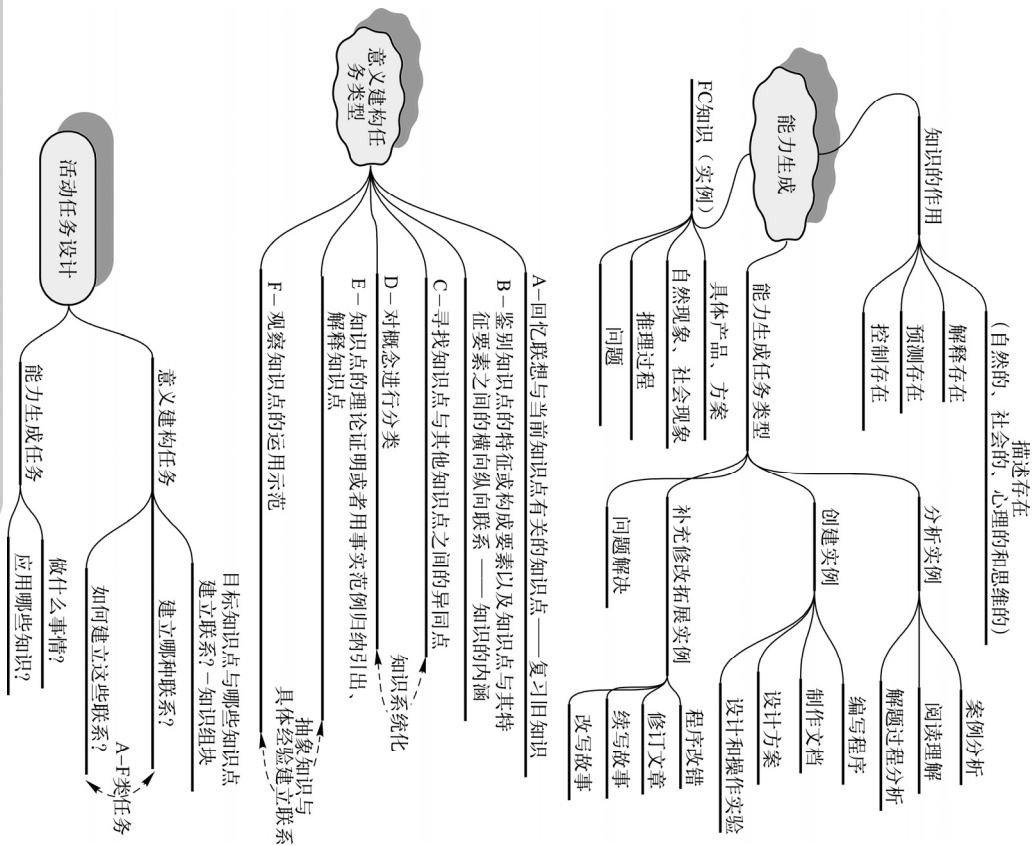 能力生成
知识的作用
描述存在
（自然的、社会的、心理的和思维的）
解释存在
预测存在
控制存在
能力生成任务类型
分析实例
案例分析
阅读理解
解题过程分析
创建实例
编写程序
制作文档
设计方案
设计和操作实验
补充修改拓展实例
程序改错
修订文章
续写故事
改写故事
问题解决
FC知识（实例）
具体产品、方案
自然现象、社会现象
推理过程
问题
意义建构任
务类型
A–回忆联想与当前知识点有关的知识点——复习旧知识
B–鉴别知识点的特征或构成要素以及知识点与其特
征要素之间的横向纵向联系 —— 知识的内涵
C–寻找知识点与其他知识点之间的异同点
D–对概念进行分类
知识系统化
E– 知识点的理论证明或者用事实范例归纳引出、
解释知识点
F– 观察知识点的运用示范
抽象知识与
具体经验建立联系
活动任务设计
意义建构任务
目标知识点与哪些知识点
建立联系？–知识组块
建立哪种联系？
如何建立这些联系？
A–F类任务
能力生成任务
做什么事情？
应用哪些知识？